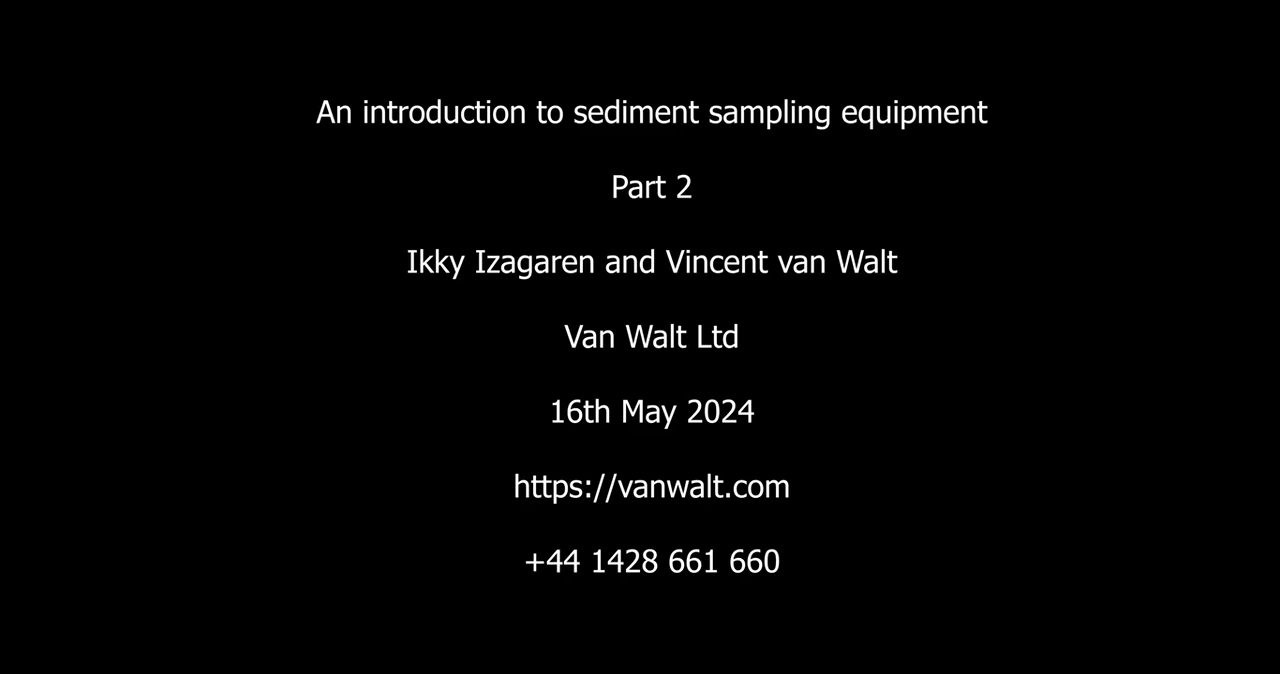 An introduction to sediment sampling equipment
Part 2
Ikky Izagaren and Vincent van Walt
Van Walt Ltd
16th May 2024
https://vanwalt.com
+44 1428 661 660